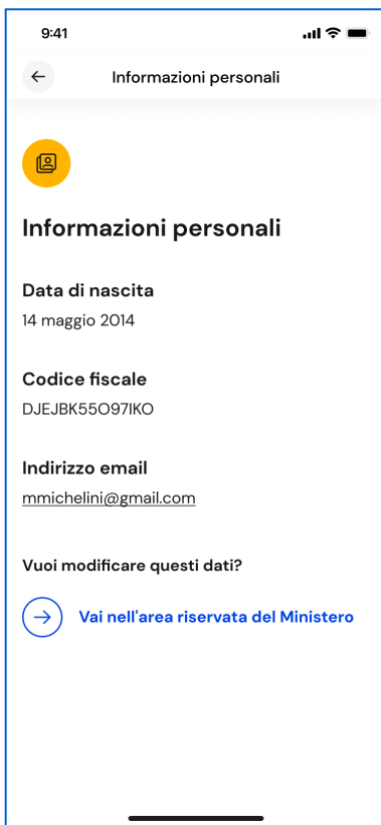 9:41
Informazioni personali
Informazioni personali
Data di nascita
14 maggio 2014
Codice fiscale
DJEJBK55O97IKO
Indirizzo email
mmichelini@gmail.com
Vuoi modificare questi dati?
Vai nell'area riservata del Ministero